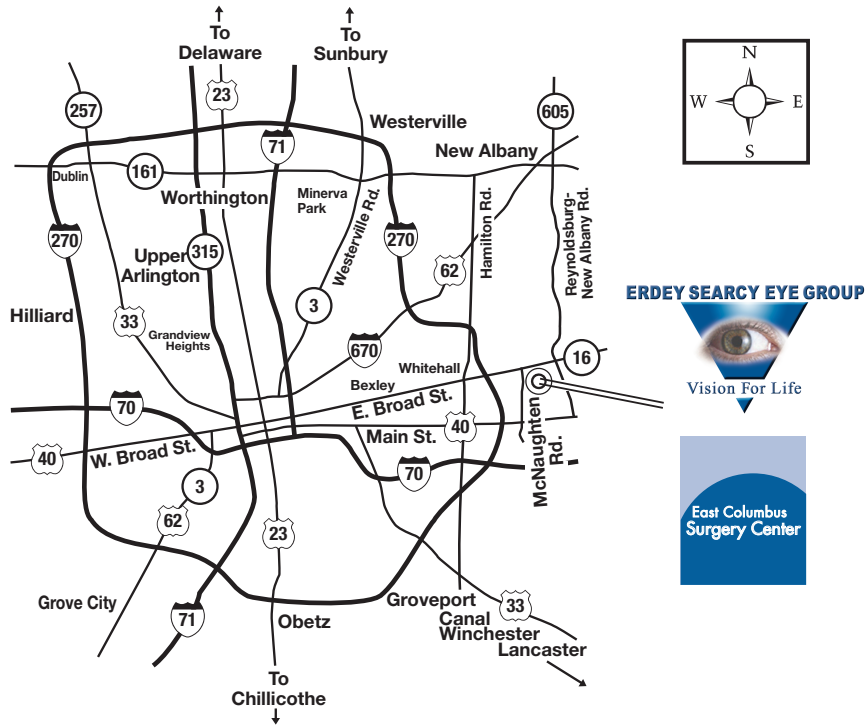 To
Delaware
To
Sunbury
N
W
E
S
257
23
605
Westerville
71
New Albany
Dublin
161
Worthington
Minerva
Park
Westerville Rd.
Hamilton Rd.
Reynoldsburg-
New Albany Rd.
270
Upper
Arlington
315
270
62
ERDEY SEARCY EYE GROUP
Vision For Life
Hilliard
33
3
Grandview
Heights
670
16
Whitehall
Bexley
70
E. Broad St.
Main St.
40
McNaughten
Rd.
40
W. Broad St.
70
3
62
23
East Columbus
Surgery Center
Grove City
71
Obetz
Groveport
Canal
Winchester
33
Lancaster
To
Chillicothe